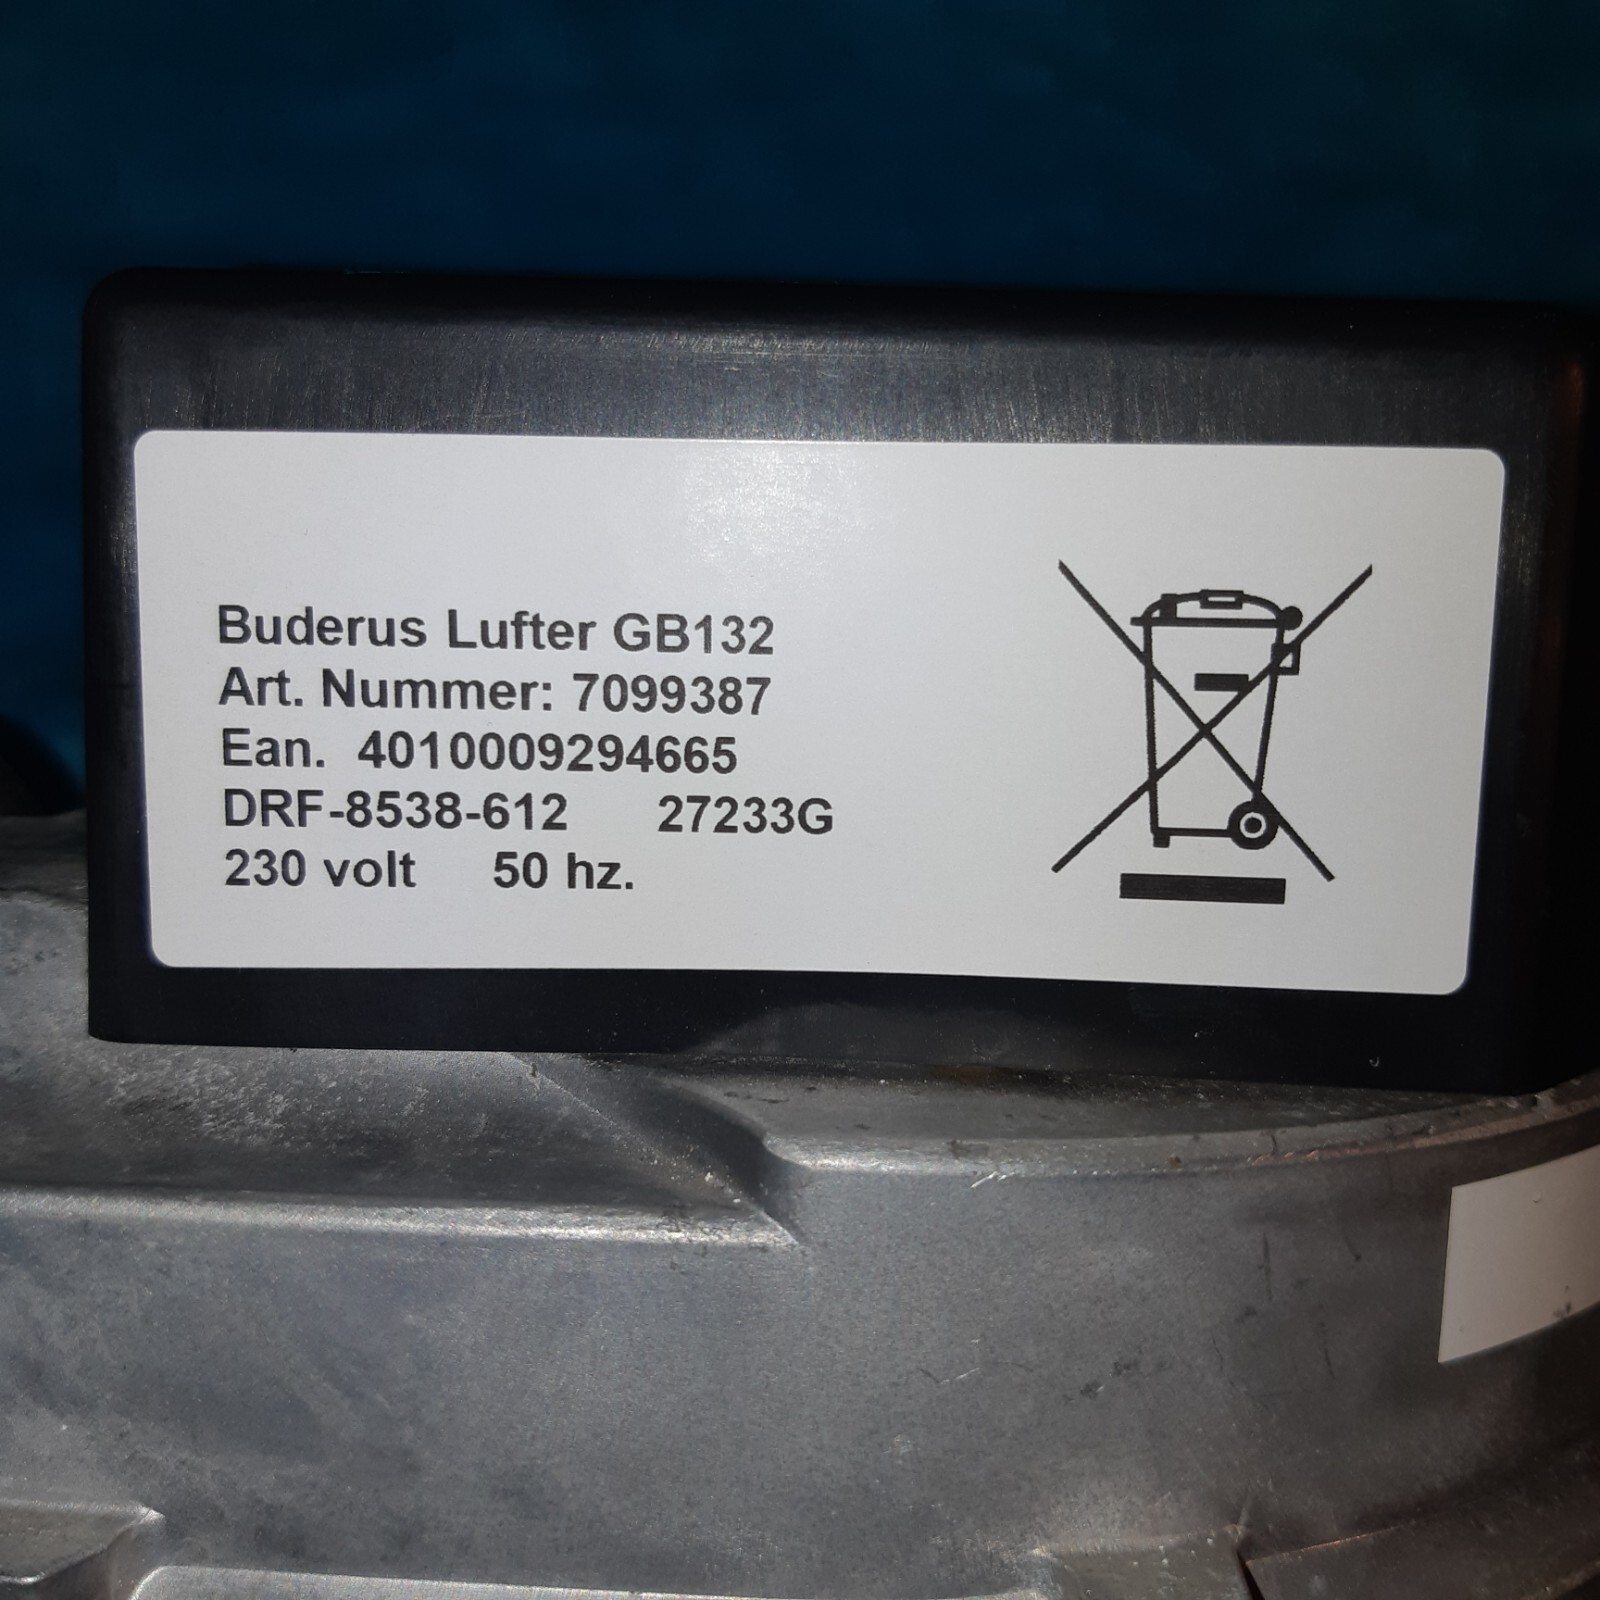 Buderus Lufter GB132
Art. Nummer: 7099387
Ean. 4010009294665
DRF-8538-612 27233G
230 volt 50 hz.